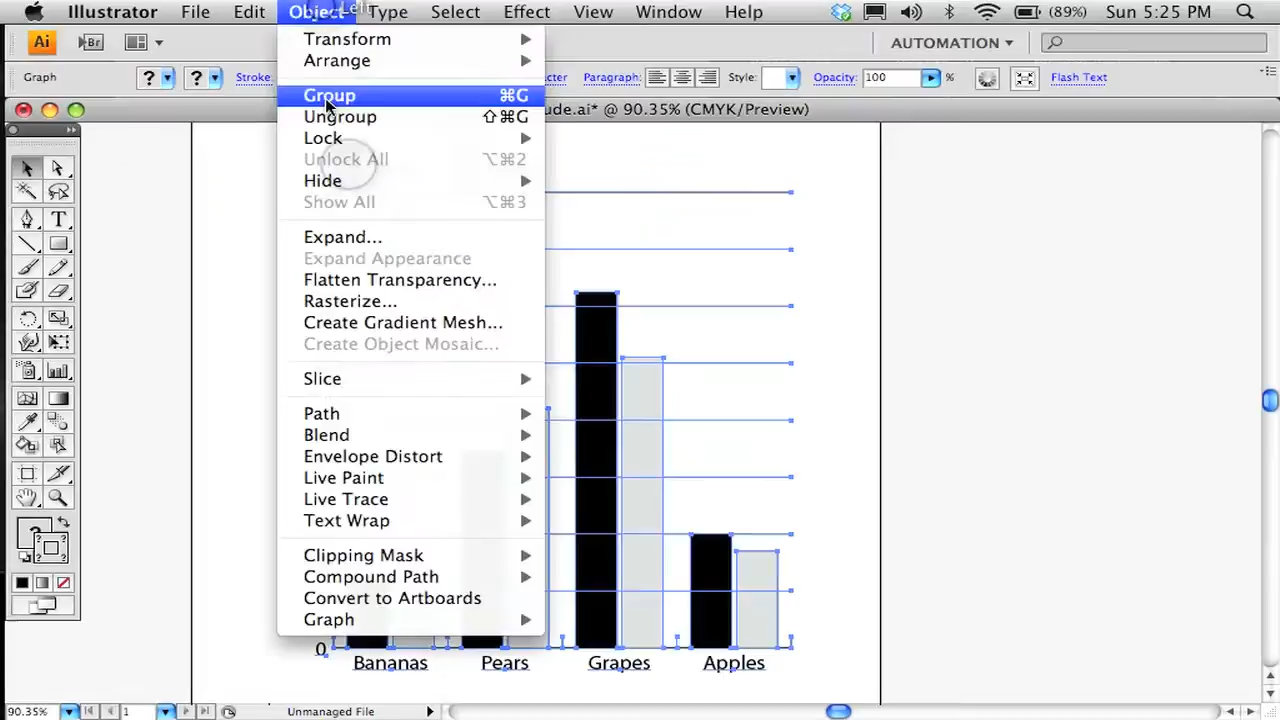 Illustrator File Edit Object Type Select Effect View Window Help (89%) Sun 5:25 PM
Ai Br AUTOMATION
Graph ? ? Stroke: Paragraph: Style: Opacity: 100 % Flash Text
ude.ai* @ 90.35% (CMYK/Preview)
Transform
Arrange
Group ⌘G
Ungroup ⇧⌘G
Lock
Unlock All ⌥⌘2
Hide
Show All ⌥⌘3
Expand...
Expand Appearance
Flatten Transparency...
Rasterize...
Create Gradient Mesh...
Create Object Mosaic...
Slice
Path
Blend
Envelope Distort
Live Paint
Live Trace
Text Wrap
Clipping Mask
Compound Path
Convert to Artboards
Graph
0
Bananas Pears Grapes Apples
90.35% 1 Unmanaged File